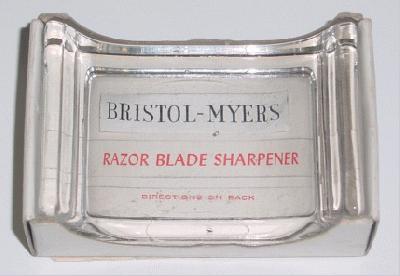 BRISTOL-MYERS
RAZOR BLADE SHARPENER
DIRECTIONS ON BACK